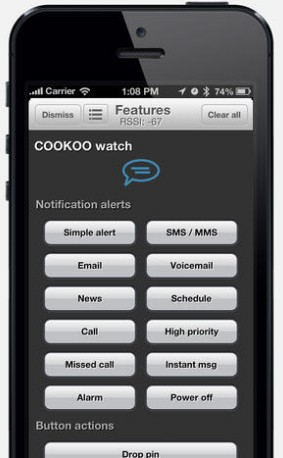 Carrier 1:08 PM 74%
Dismiss Features Clear all
RSSI: -67
COOKOO watch
Notification alerts
Simple alert SMS / MMS
Email Voicemail
News Schedule
Call High priority
Missed call Instant msg
Alarm Power off
Button actions
Drop pin